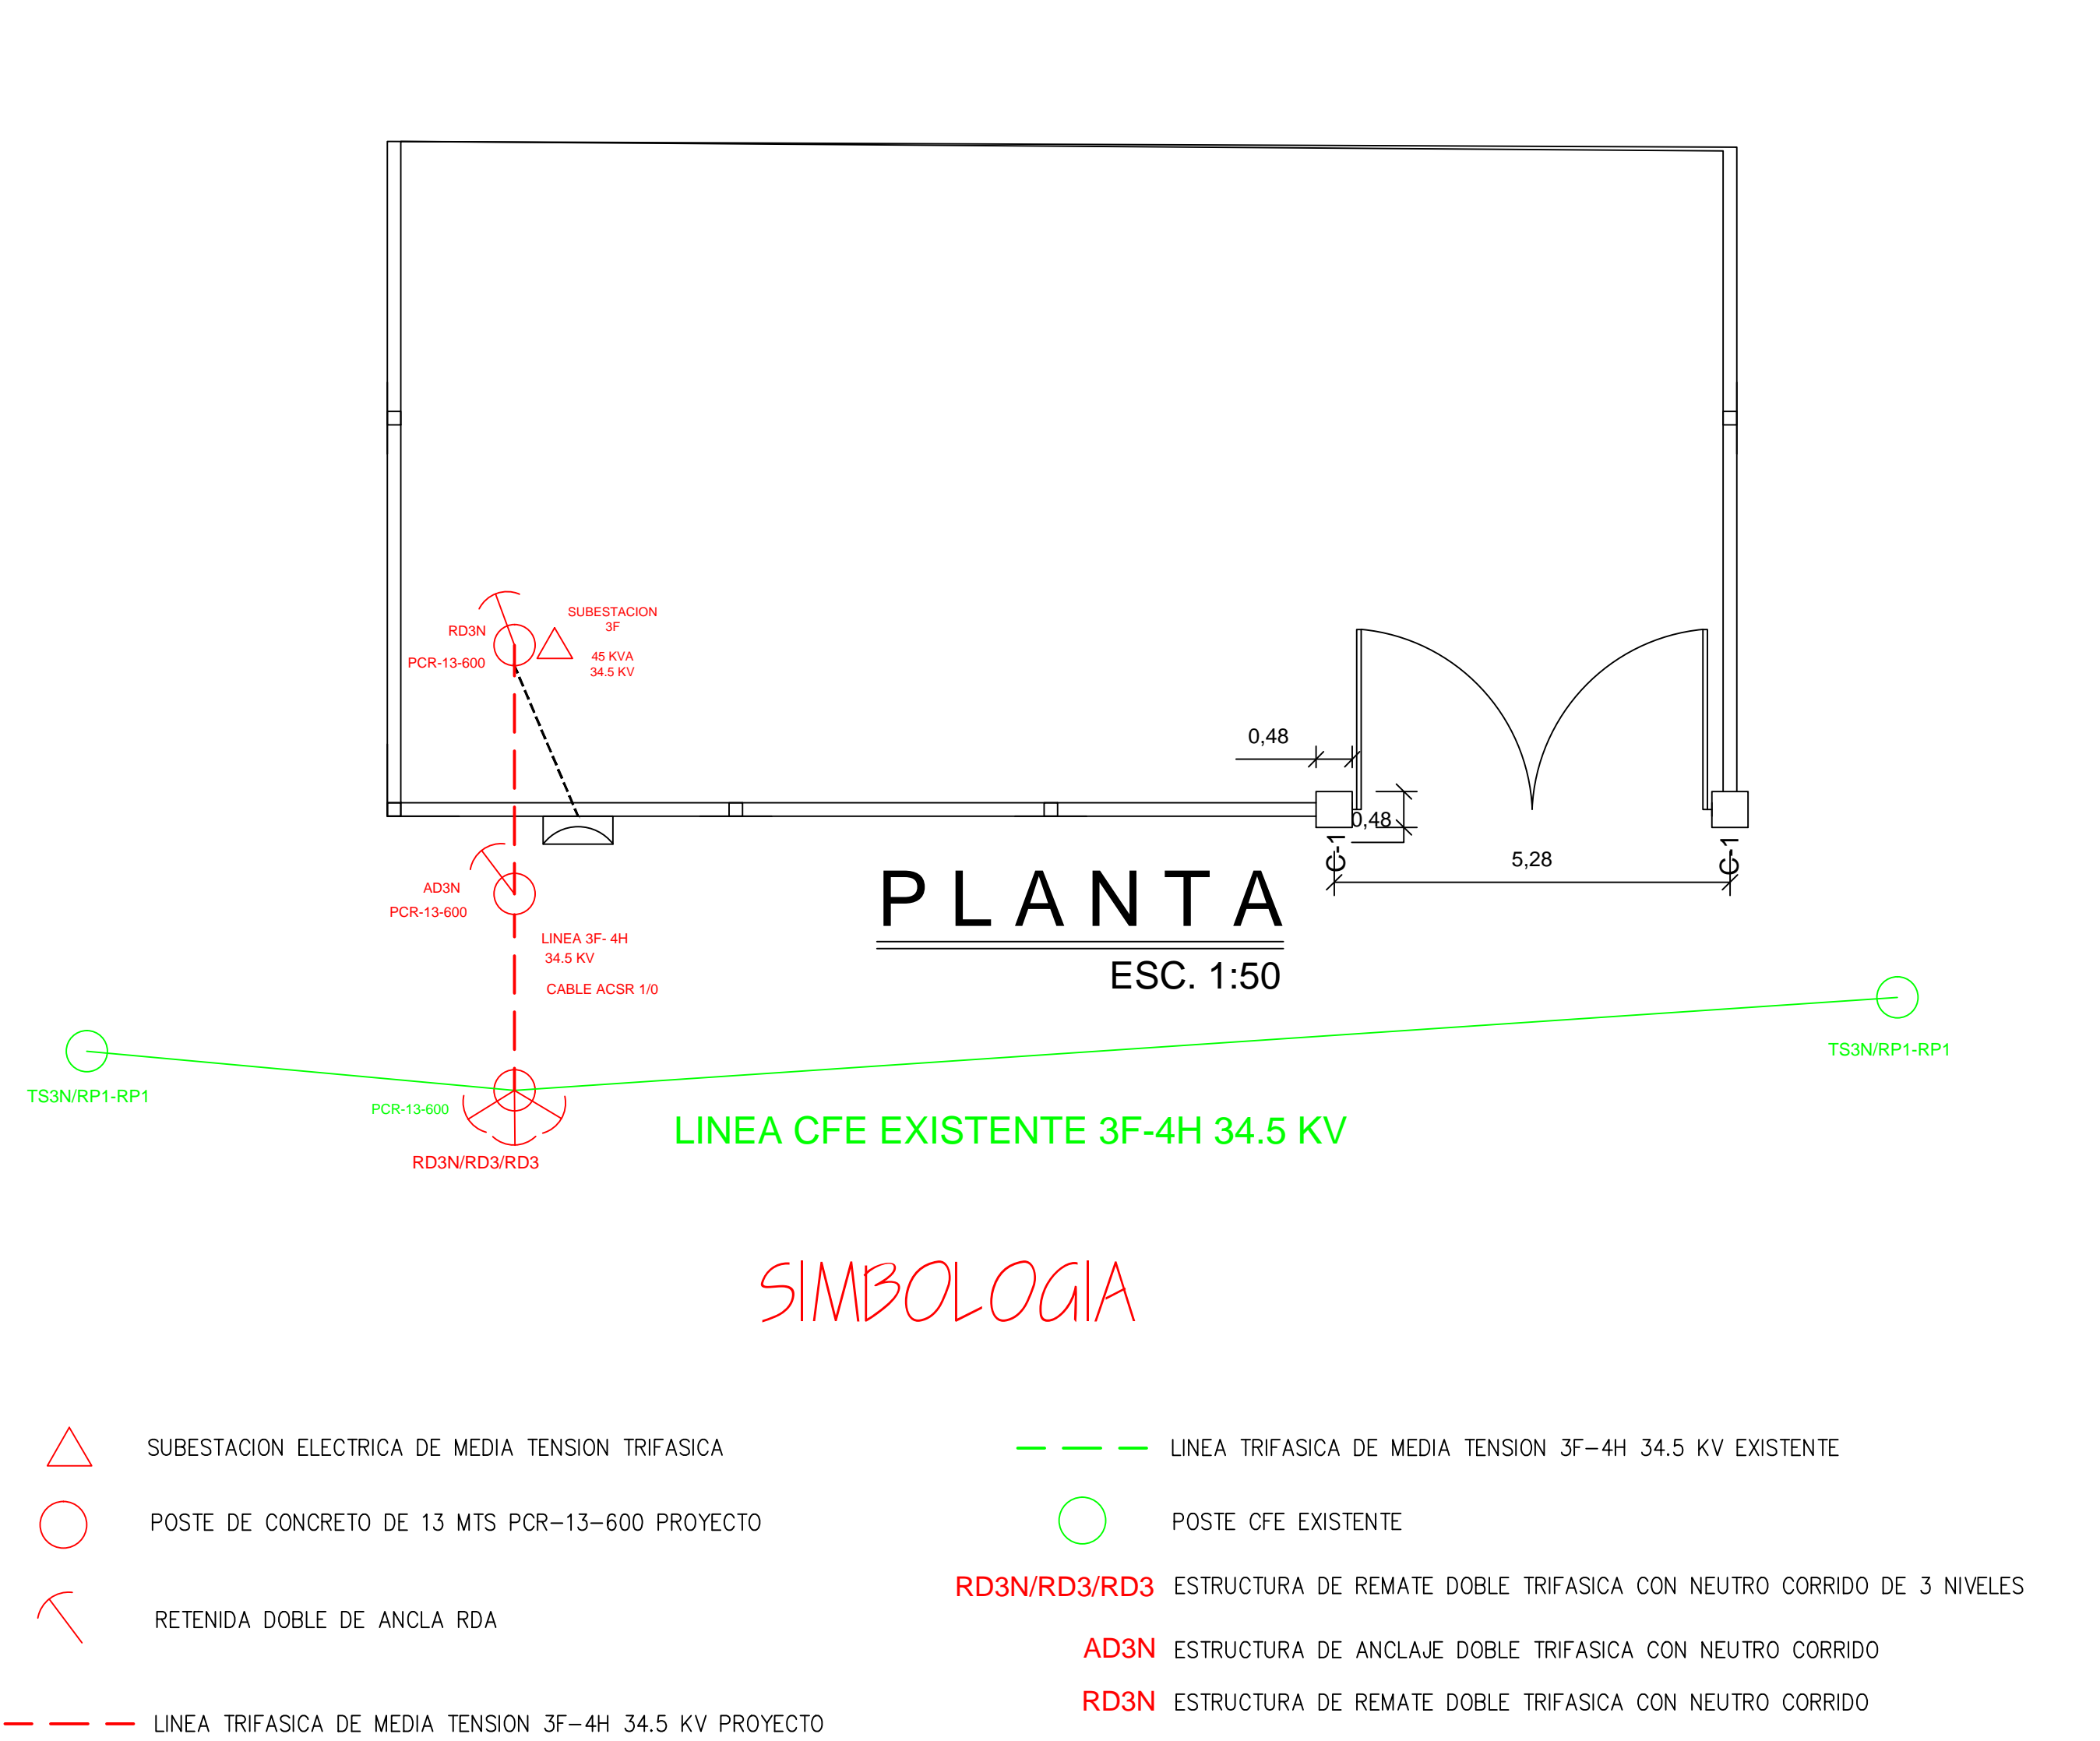 SUBESTACION
3F
RD3N
45 KVA
PCR-13-600
34.5 KV
0,48
0,48
C-1
C-1
5,28
AD3N
PCR-13-600
PLANTA
LINEA 3F- 4H
34.5 KV
ESC. 1:50
CABLE ACSR 1/0
TS3N/RP1-RP1
TS3N/RP1-RP1
PCR-13-600
LINEA CFE EXISTENTE 3F-4H 34.5 KV
RD3N/RD3/RD3
SIMBOLOGIA
SUBESTACION ELECTRICA DE MEDIA TENSION TRIFASICA
POSTE DE CONCRETO DE 13 MTS PCR-13-600 PROYECTO
RETENIDA DOBLE DE ANCLA RDA
LINEA TRIFASICA DE MEDIA TENSION 3F-4H 34.5 KV PROYECTO
LINEA TRIFASICA DE MEDIA TENSION 3F-4H 34.5 KV EXISTENTE
POSTE CFE EXISTENTE
RD3N/RD3/RD3 ESTRUCTURA DE REMATE DOBLE TRIFASICA CON NEUTRO CORRIDO DE 3 NIVELES
AD3N ESTRUCTURA DE ANCLAJE DOBLE TRIFASICA CON NEUTRO CORRIDO
RD3N ESTRUCTURA DE REMATE DOBLE TRIFASICA CON NEUTRO CORRIDO